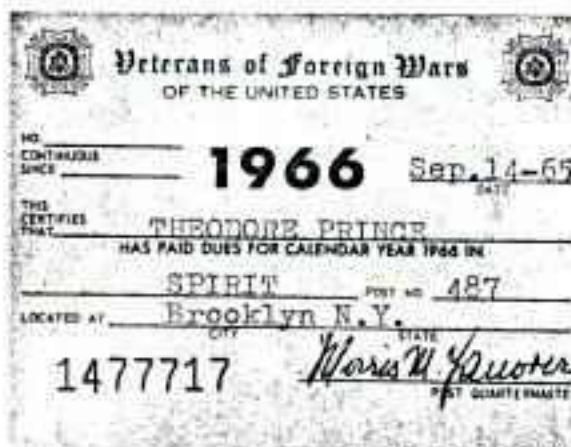 Veterans of Foreign Wars
OF THE UNITED STATES
NO.
CONTINUOUS
SINCE
1966
Sep.14-65
DATE
THIS
CERTIFIES
THAT
THEODORE PRINCE
HAS PAID DUES FOR CALENDAR YEAR 1966 IN
SPIRIT POST NO 487
LOCATED AT Brooklyn N.Y.
CITY STATE
1477717
Morris M.
POST QUARTERMASTER